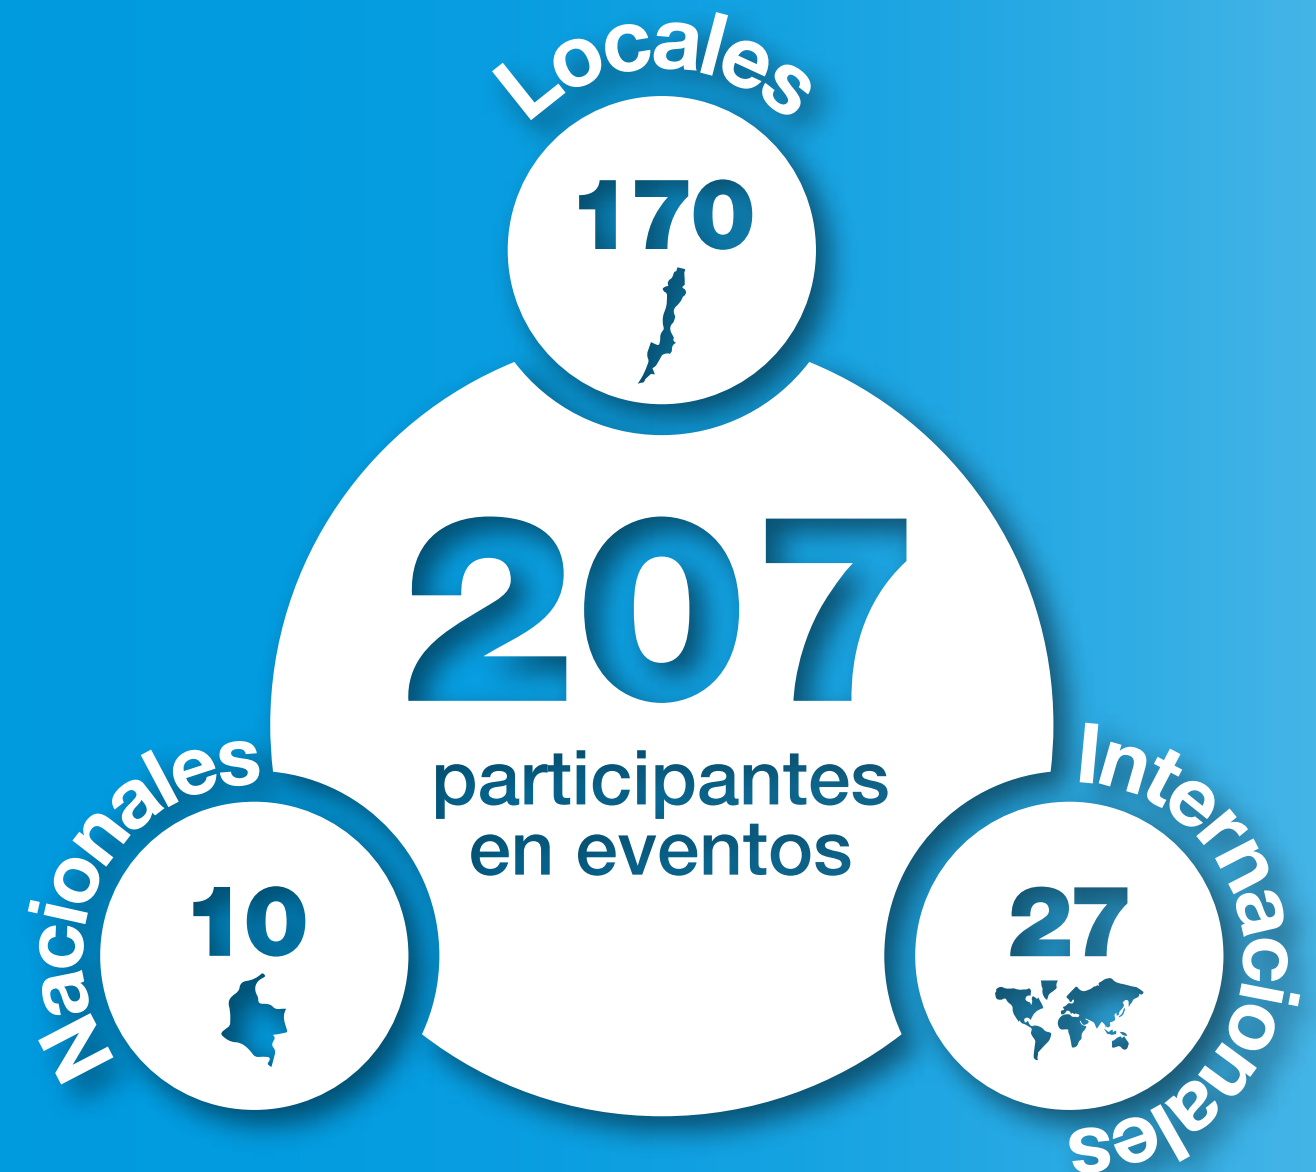 Locales
170
207
participantes
en eventos
Nacionales
10
Internacionales
27